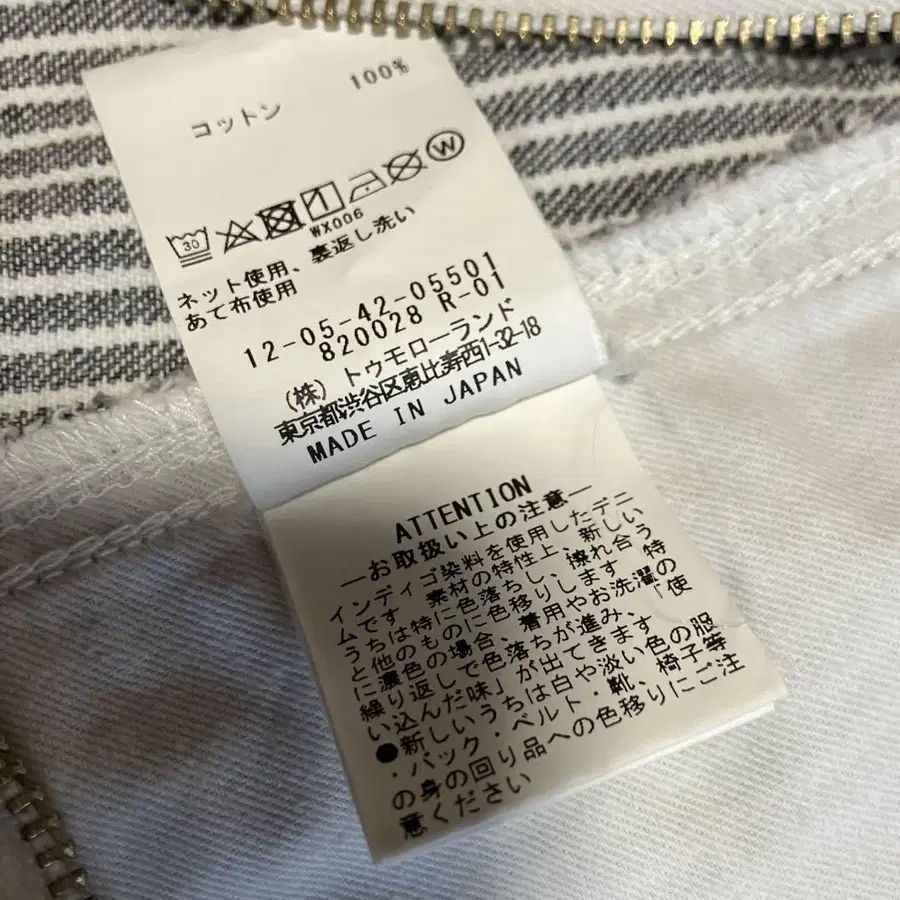 コットン 100%
30
W
WX006
ネット使用、裏返し洗い
あて布使用
12-05-42-05501
820028 R-01
(株) トゥモローランド
東京都渋谷区恵比寿西1-32-18
MADE IN JAPAN
ATTENTION
―お取扱い上の注意―
インディゴ染料を使用したデニ
ムです 素材の特性上、新しい
うちは特に色落ちし、擦れ合う
と他のものに色移りします 特
に濃色の場合、着用やお洗濯の
繰り返しで色落ちが進み、「使
い込んだ味」が出てきます
●新しいうちは白や淡い色の服
・バック・ベルト・靴、椅子等
の身の回り品への色移りにご注
意ください